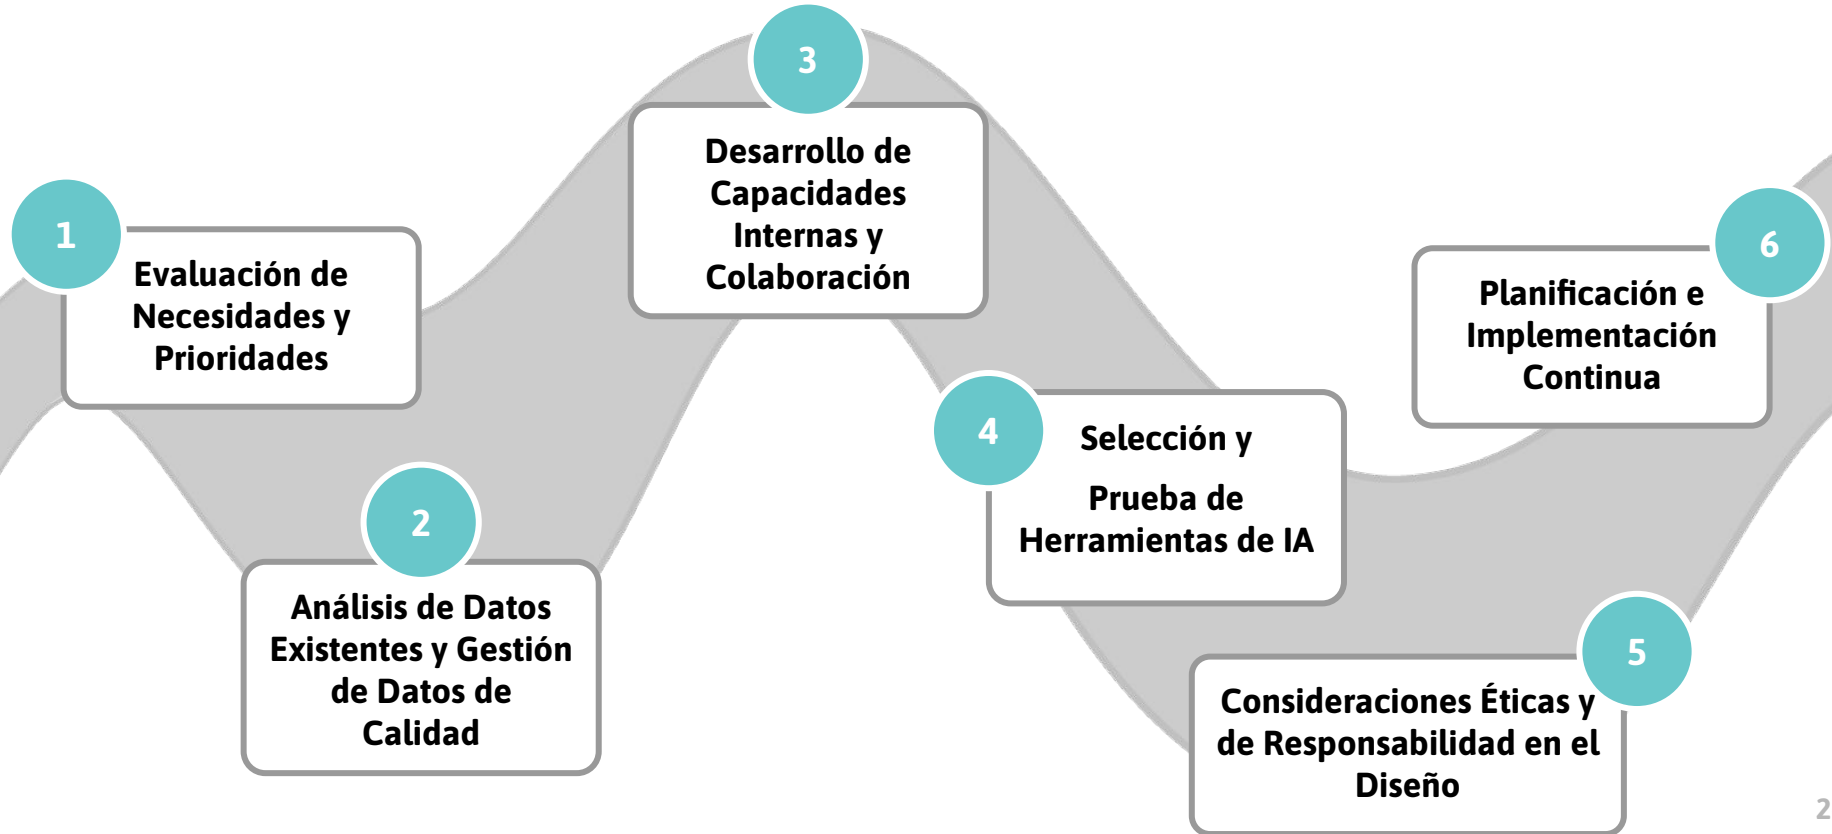 1
Evaluación de
Necesidades y
Prioridades
2
Análisis de Datos
Existentes y Gestión
de Datos de
Calidad
3
Desarrollo de
Capacidades
Internas y
Colaboración
4
Selección y
Prueba de
Herramientas de IA
5
Consideraciones Éticas y
de Responsabilidad en el
Diseño
6
Planificación e
Implementación
Continua
2